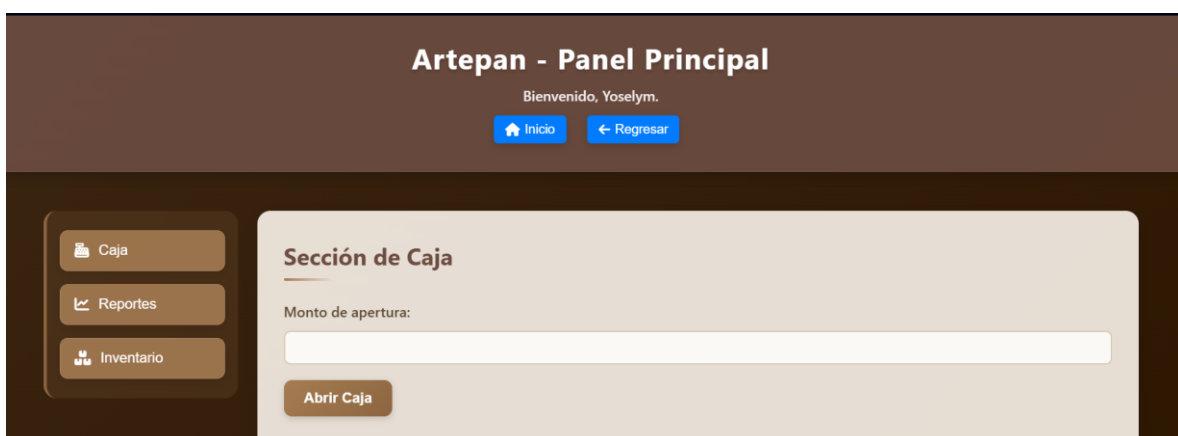 Artepan - Panel Principal
Bienvenido, Yoselym.
Inicio
Regresar
Caja
Reportes
Inventario
Sección de Caja
Monto de apertura:
Abrir Caja